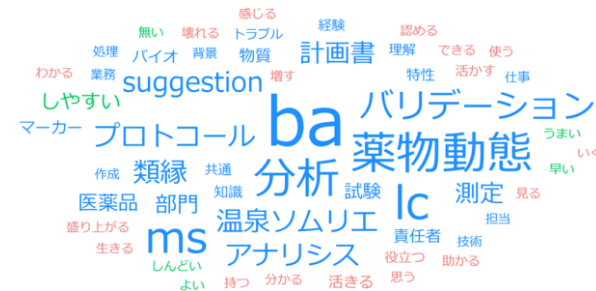 感じる
無い 壊れる トラブル 経験 認める
処理 バイオ 背景 物質 計画書 理解 できる 使う
わかる 業務 suggestion 増す 特性 活かす 仕事
しやすい ba バリデーション
マーカー プロトコール 薬物動態 うまい
作成 類縁 共通 分析 いく
早い
医薬品 部門 知識 試験 lc 測定 見る
盛り上がる 温泉ソムリエ 担当
生きる ms アナリシス 責任者 技術
しんどい 役立つ 助かる
よい 持つ 分かる 活きる 思う